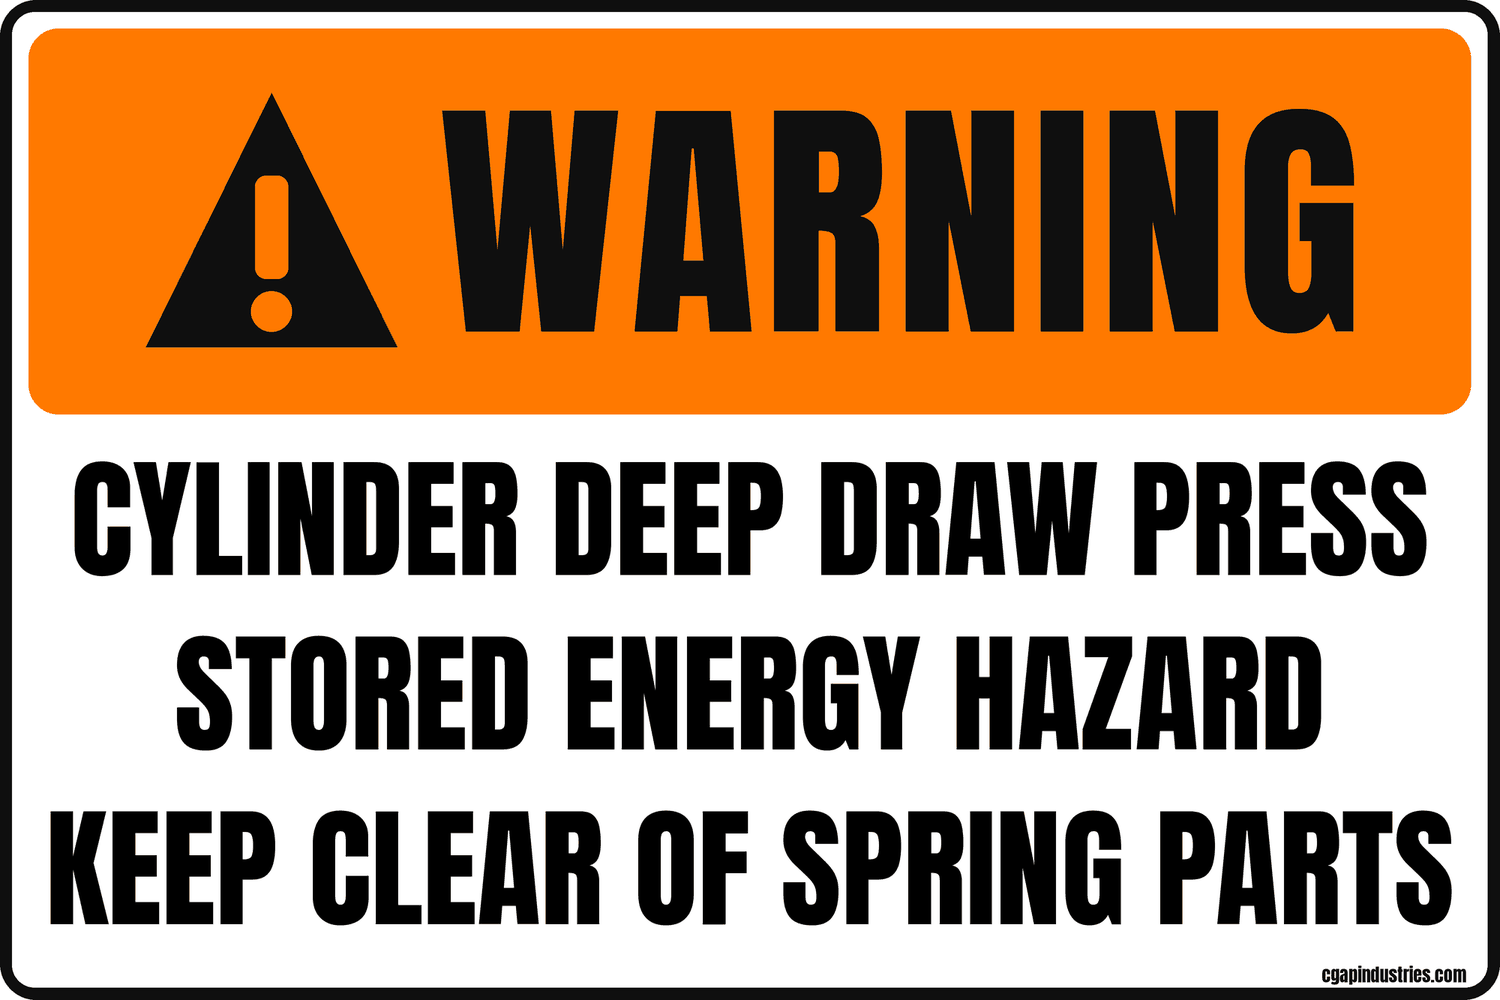 WARNING
CYLINDER DEEP DRAW PRESS
STORED ENERGY HAZARD
KEEP CLEAR OF SPRING PARTS
cgapindustries.com